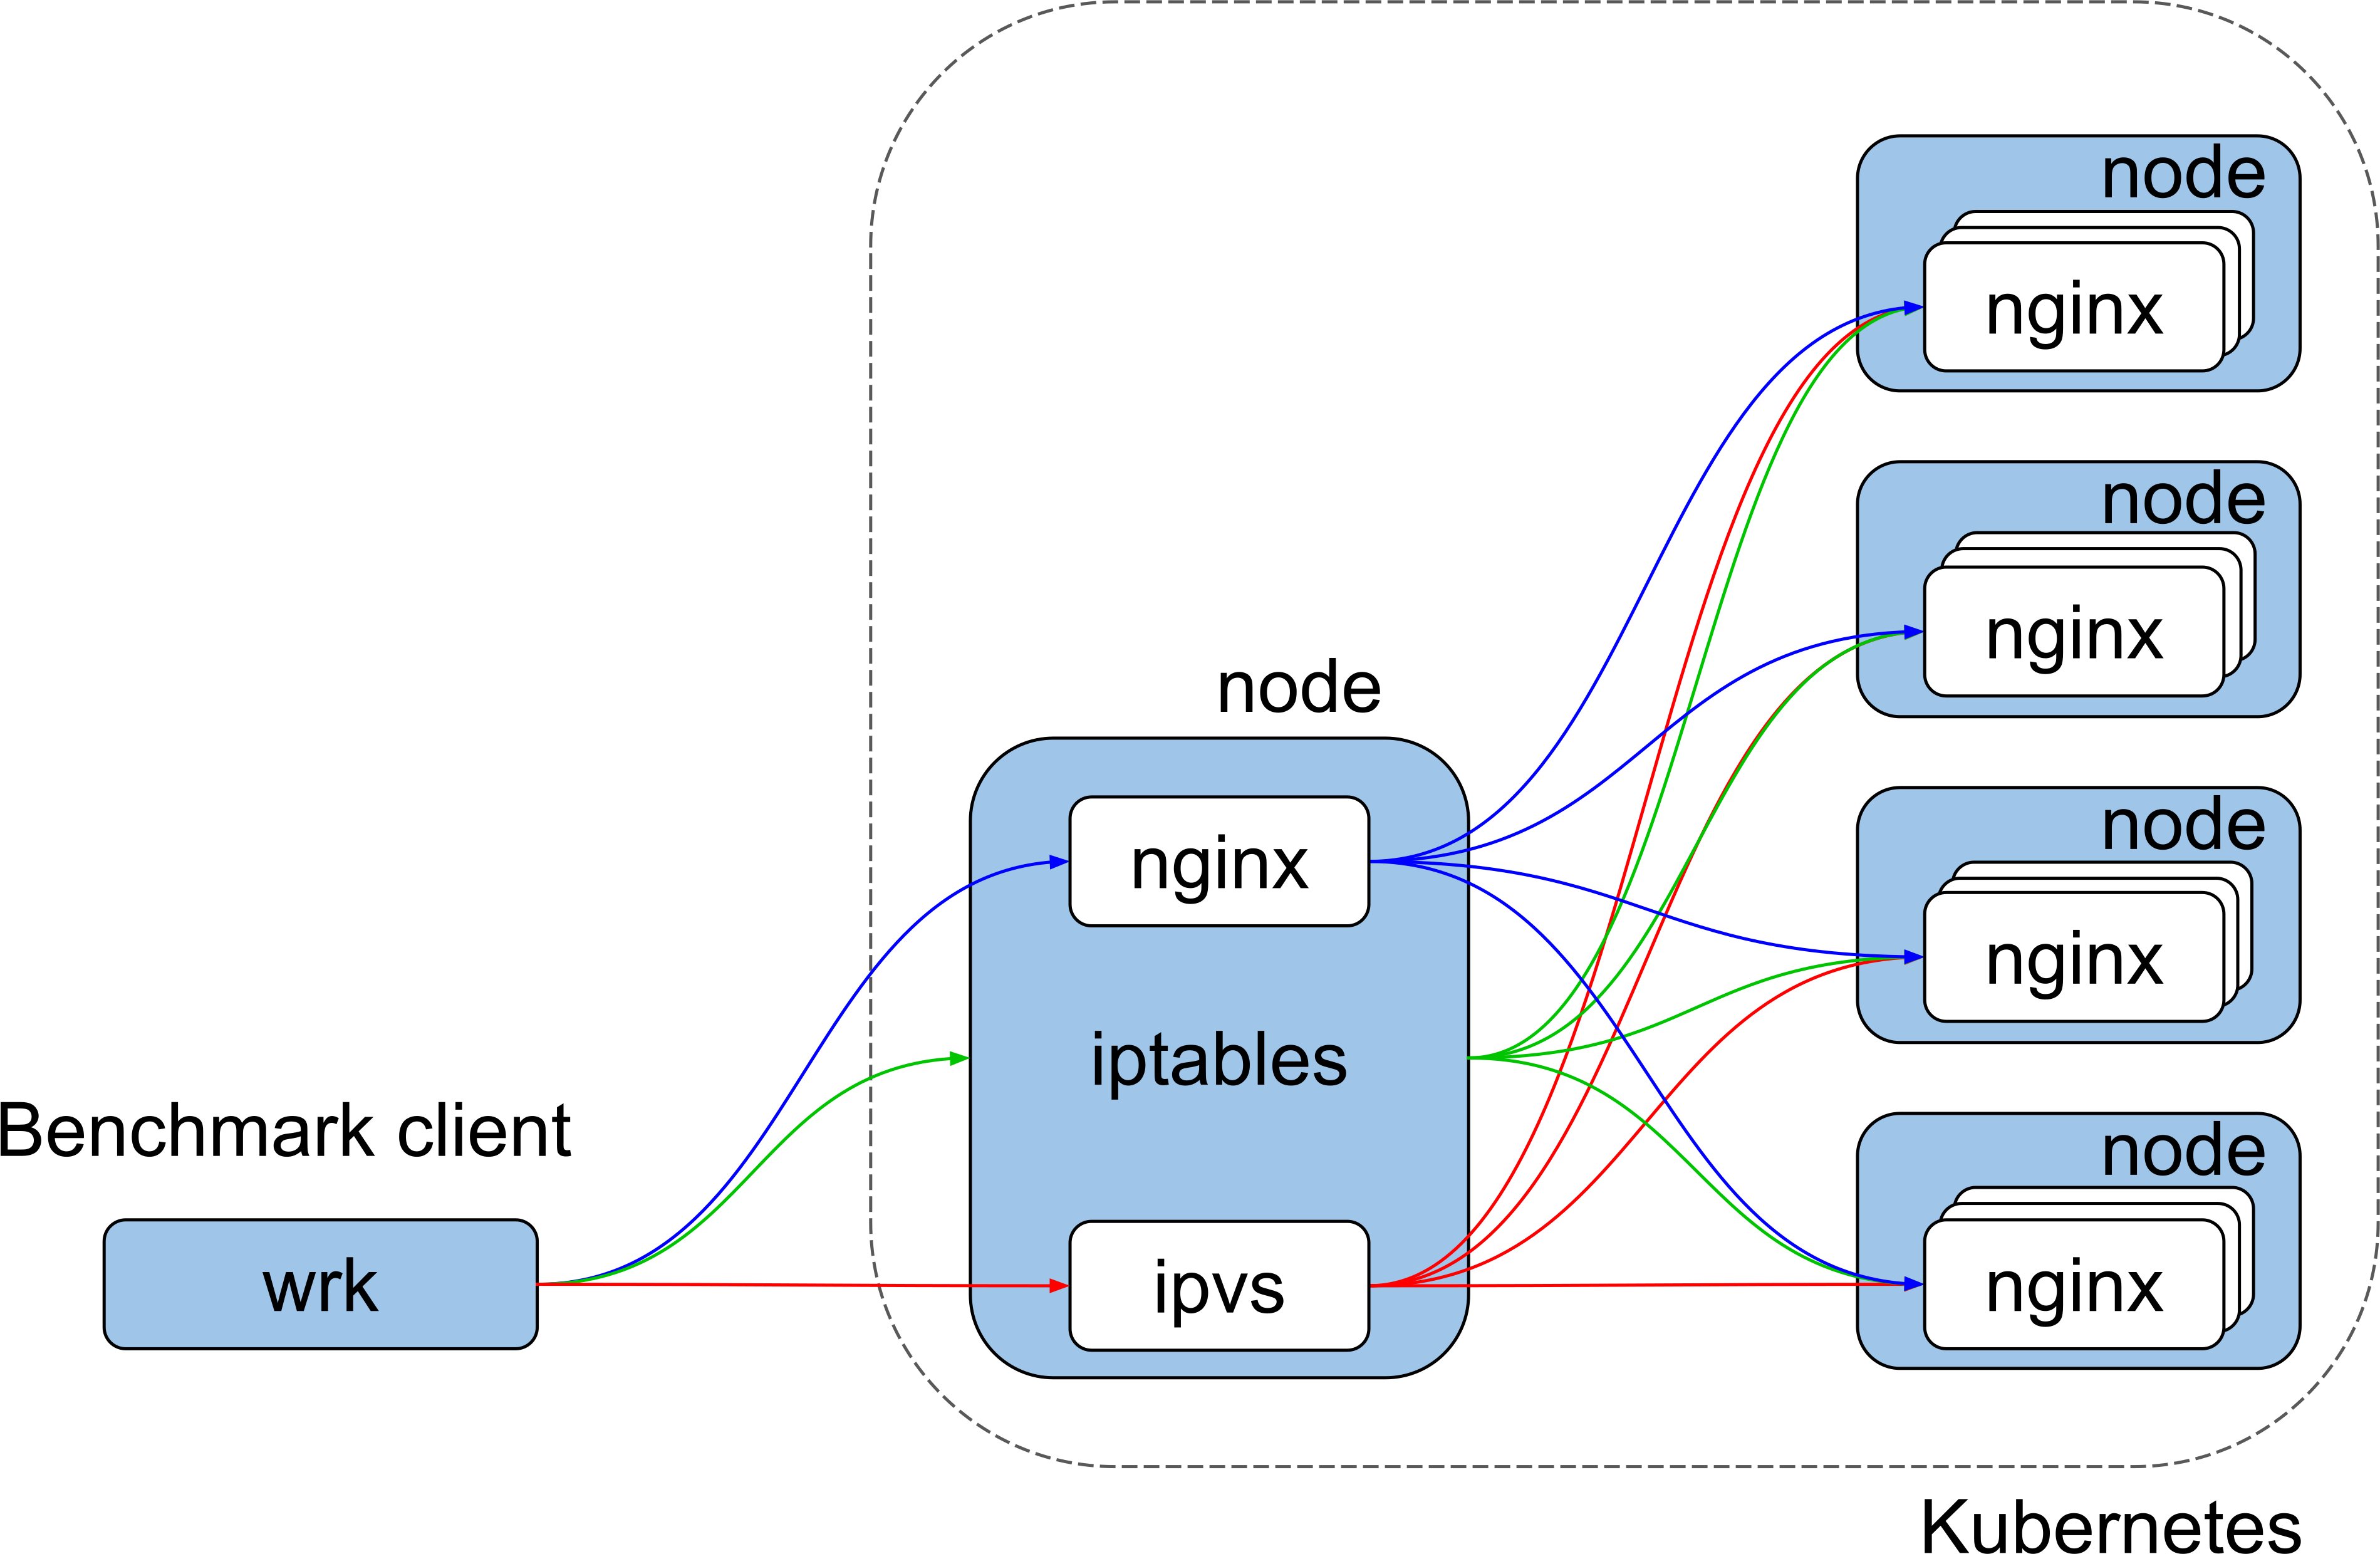 Benchmark client
wrk
node
nginx
iptables
ipvs
node
nginx
node
nginx
node
nginx
node
nginx
Kubernetes